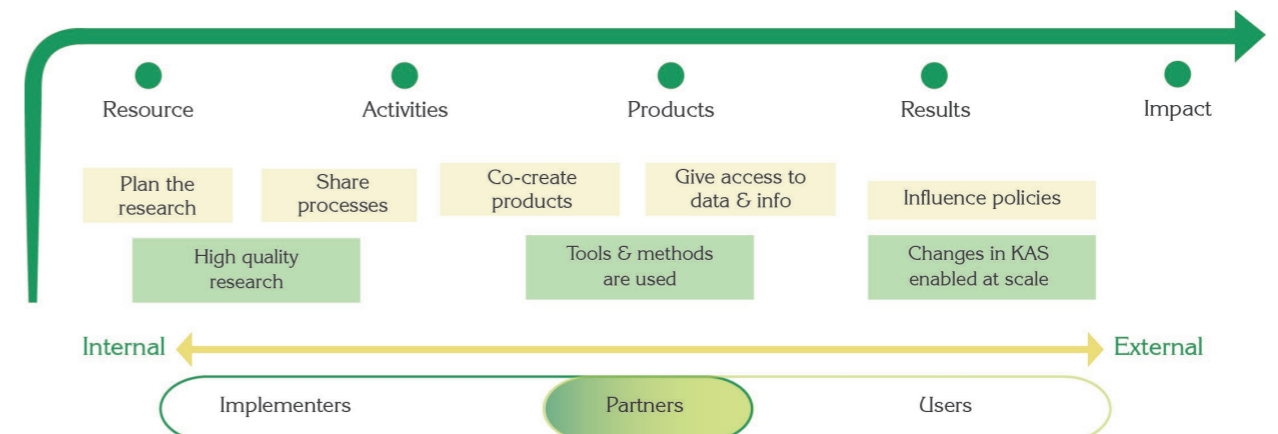 Resource Activities Products Results Impact
Plan the
research
Share
processes
Co-create
products
Give access to
data & info
Influence policies
High quality
research
Tools & methods
are used
Changes in KAS
enabled at scale
Internal External
Implementers Partners Users